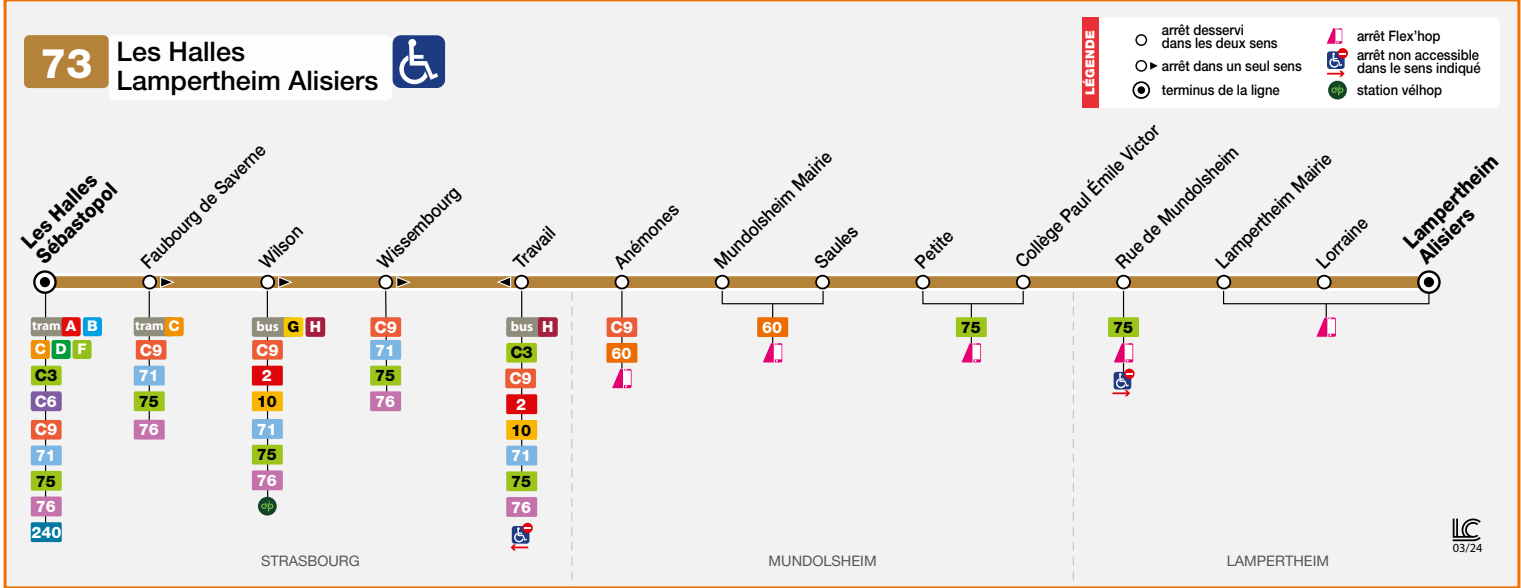 73
Les Halles
Lampertheim Alisiers
LÉGENDE
arrêt desservi
dans les deux sens
arrêt dans un seul sens
terminus de la ligne
arrêt Flex'hop
arrêt non accessible
dans le sens indiqué
station vélhop
Les Halles
Sébastopol
Faubourg de Saverne
Wilson
Wissembourg
Travail
Anémones
Mundolsheim Mairie
Saules
Petite
Collège Paul Émile Victor
Rue de Mundolsheim
Lampertheim Mairie
Lorraine
Lampertheim
Alisiers
tram A B
C D F
C3
C6
C9
71
75
76
240
tram C
C9
71
75
76
bus G H
C9
2
10
71
75
76
C9
71
75
76
bus H
C3
C9
2
10
71
75
76
C9
60
60
75
75
STRASBOURG
MUNDOLSHEIM
LAMPERTHEIM
LC
03/24